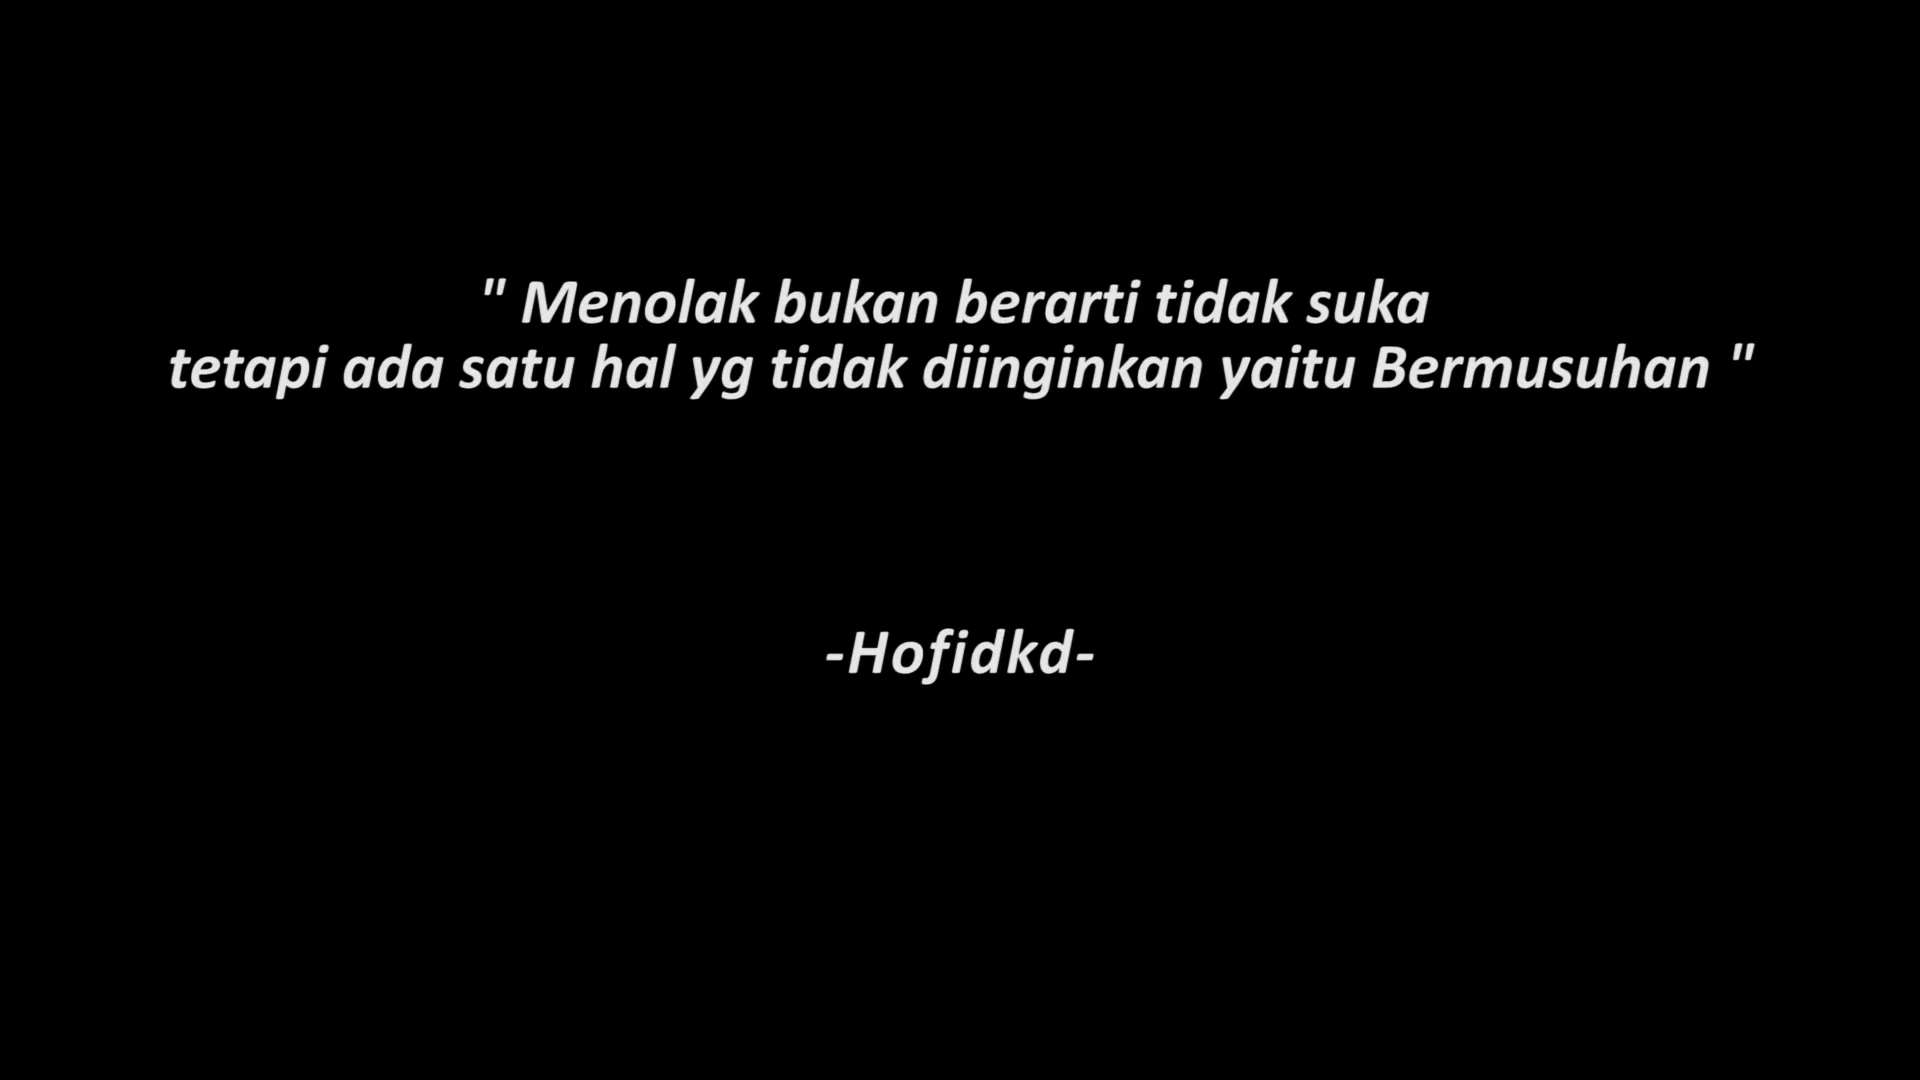 " Menolak bukan berarti tidak suka
tetapi ada satu hal yg tidak diinginkan yaitu Bermusuhan "
-Hofidkd-